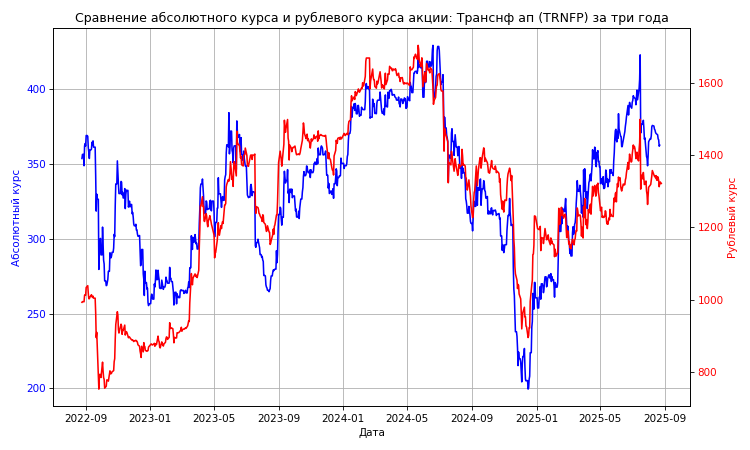 Сравнение абсолютного курса и рублевого курса акции: Транснф ап (TRNFP) за три года
400
350
300
250
200
1600
1400
1200
1000
800
Абсолютный курс
Рублевый курс
2022-09 2023-01 2023-05 2023-09 2024-01 2024-05 2024-09 2025-01 2025-05 2025-09
Дата